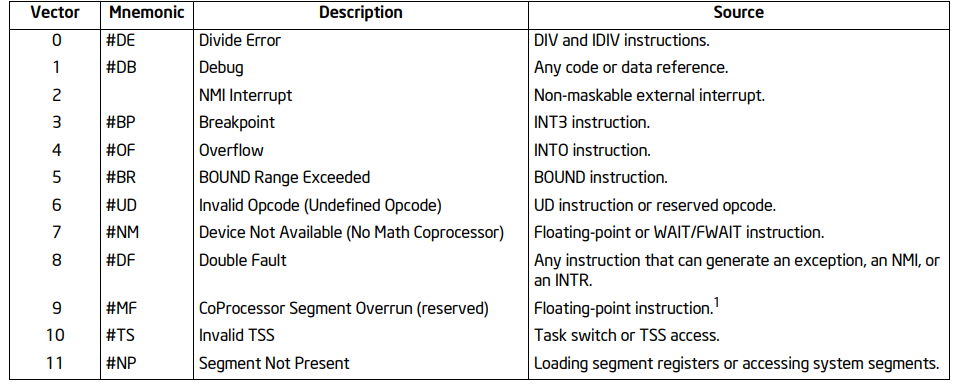 Vector Mnemonic Description Source
0 #DE Divide Error DIV and IDIV instructions.
1 #DB Debug Any code or data reference.
2 NMI Interrupt Non-maskable external interrupt.
3 #BP Breakpoint INT3 instruction.
4 #OF Overflow INTO instruction.
5 #BR BOUND Range Exceeded BOUND instruction.
6 #UD Invalid Opcode (Undefined Opcode) UD instruction or reserved opcode.
7 #NM Device Not Available (No Math Coprocessor) Floating-point or WAIT/FWAIT instruction.
8 #DF Double Fault Any instruction that can generate an exception, an NMI, or
an INTR.
9 #MF CoProcessor Segment Overrun (reserved) Floating-point instruction.1
10 #TS Invalid TSS Task switch or TSS access.
11 #NP Segment Not Present Loading segment registers or accessing system segments.